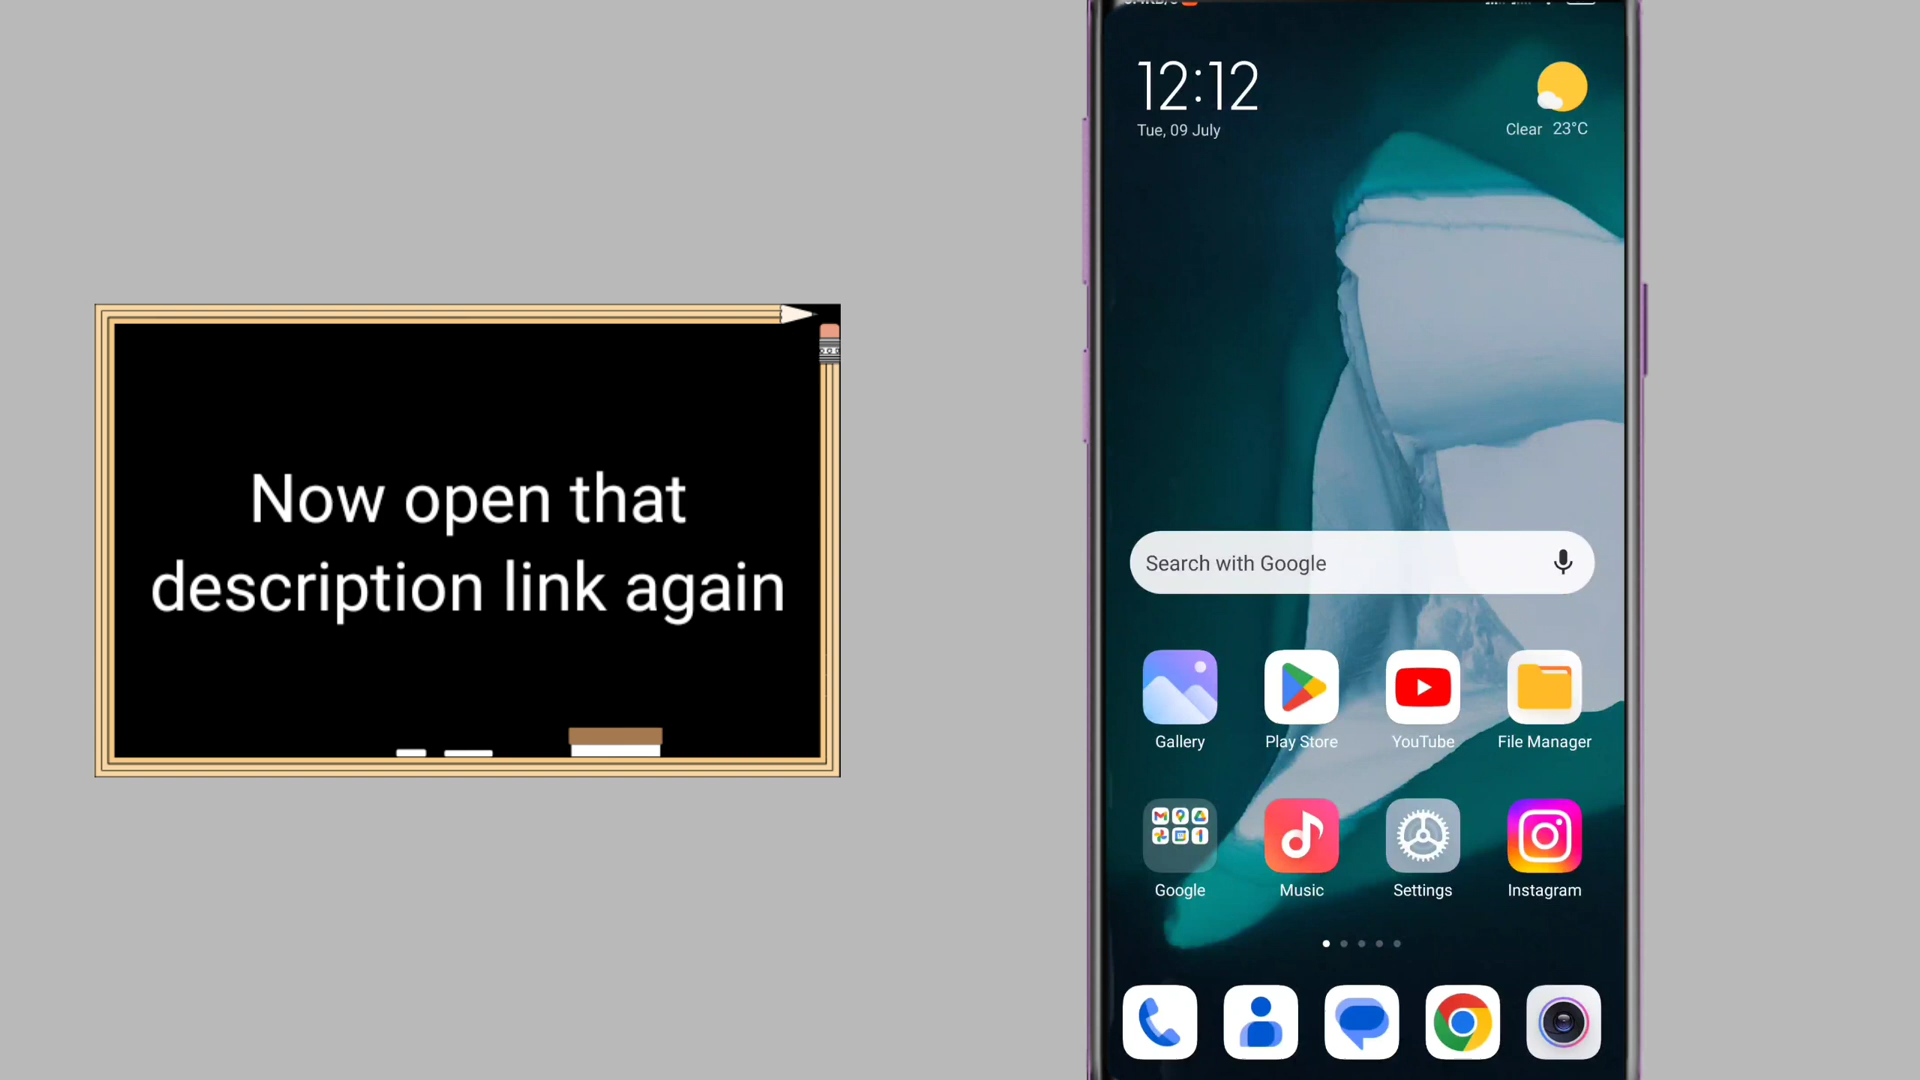 Now open that
description link again
12:12
Tue, 09 July
Clear 23°C
Search with Google
Gallery
Play Store
YouTube
File Manager
Google
Music
Settings
Instagram